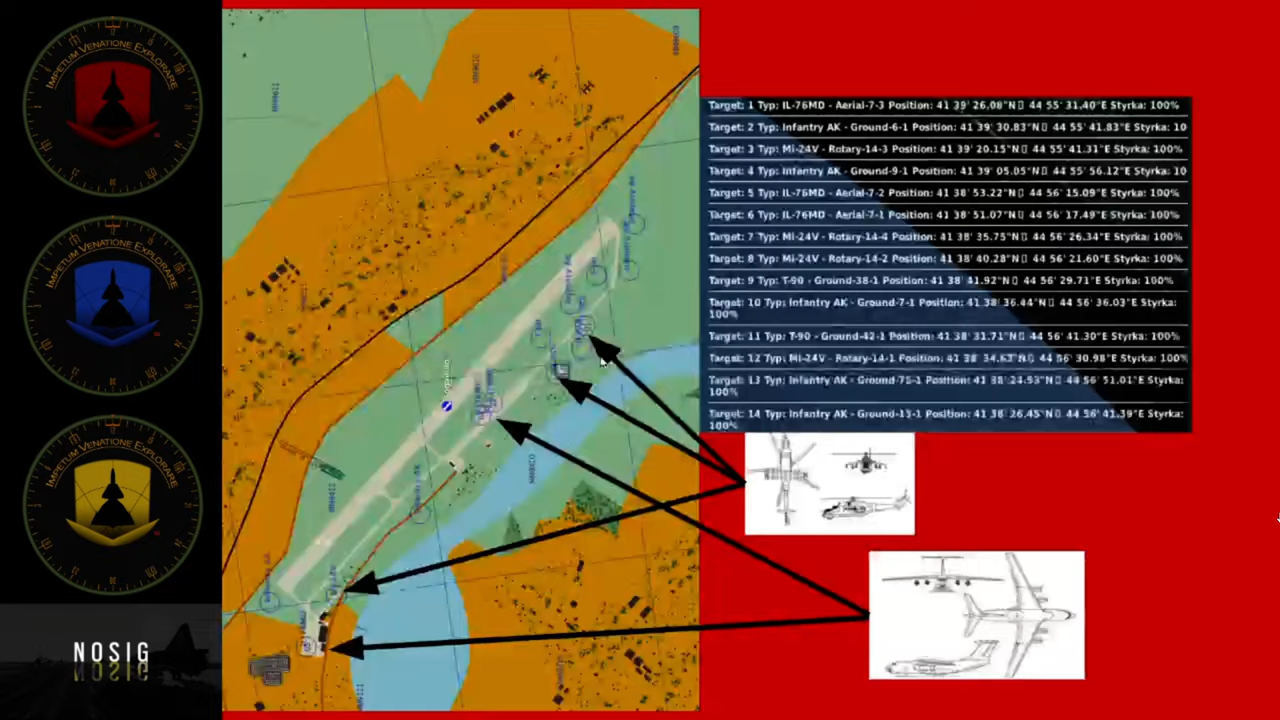 IMPETUM VENATIONE EXPLORARE
IMPETUM VENATIONE EXPLORARE
IMPETUM VENATIONE EXPLORARE
NOSIG
Target: 1 Typ: IL-76MD - Aerial-7-3 Position: 41 39' 26.08"N▯ 44 55' 31.40"E Styrka: 100%
Target: 2 Typ: Infantry AK - Ground-6-1 Position: 41 39' 30.83"N▯ 44 55' 41.83"E Styrka: 10
Target: 3 Typ: Mi-24V - Rotary-14-3 Position: 41 39' 20.15"N▯ 44 55' 41.31"E Styrka: 100%
Target: 4 Typ: Infantry AK - Ground-9-1 Position: 41 39' 05.05"N▯ 44 55' 56.12"E Styrka: 10
Target: 5 Typ: IL-76MD - Aerial-7-2 Position: 41 38' 53.22"N▯ 44 56' 15.09"E Styrka: 100%
Target: 6 Typ: IL-76MD - Aerial-7-1 Position: 41 38' 51.07"N▯ 44 56' 17.49"E Styrka: 100%
Target: 7 Typ: Mi-24V - Rotary-14-4 Position: 41 38' 35.75"N▯ 44 56' 26.34"E Styrka: 100%
Target: 8 Typ: Mi-24V - Rotary-14-2 Position: 41 38' 40.28"N▯ 44 56' 21.60"E Styrka: 100%
Target: 9 Typ: T-90 - Ground-38-1 Position: 41 38' 41.92"N▯ 44 56' 29.71"E Styrka: 100%
Target: 10 Typ: Infantry AK - Ground-7-1 Position: 41 38' 36.44"N▯ 44 56' 36.03"E Styrka:
100%
Target: 11 Typ: T-90 - Ground-42-1 Position: 41 38' 31.71"N▯ 44 56' 41.30"E Styrka: 100%
Target: 12 Typ: Mi-24V - Rotary-14-1 Position: 41 38' 34.63"N▯ 44 56' 30.98"E Styrka: 100%
Target: 13 Typ: Infantry AK - Ground-75-1 Position: 41 38' 24.93"N▯ 44 56' 51.01"E Styrka:
100%
Target: 14 Typ: Infantry AK - Ground-13-1 Position: 41 38' 26.45"N▯ 44 56' 41.39"E Styrka:
100%